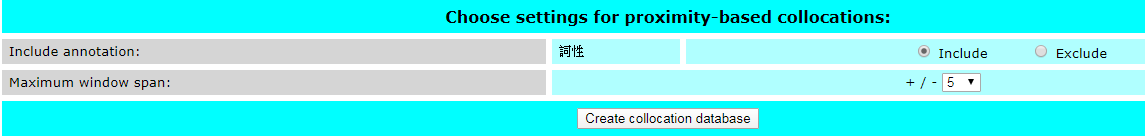 Choose settings for proximity-based collocations:
Include annotation: 詞性 Include Exclude
Maximum window span: + / - 5
Create collocation database